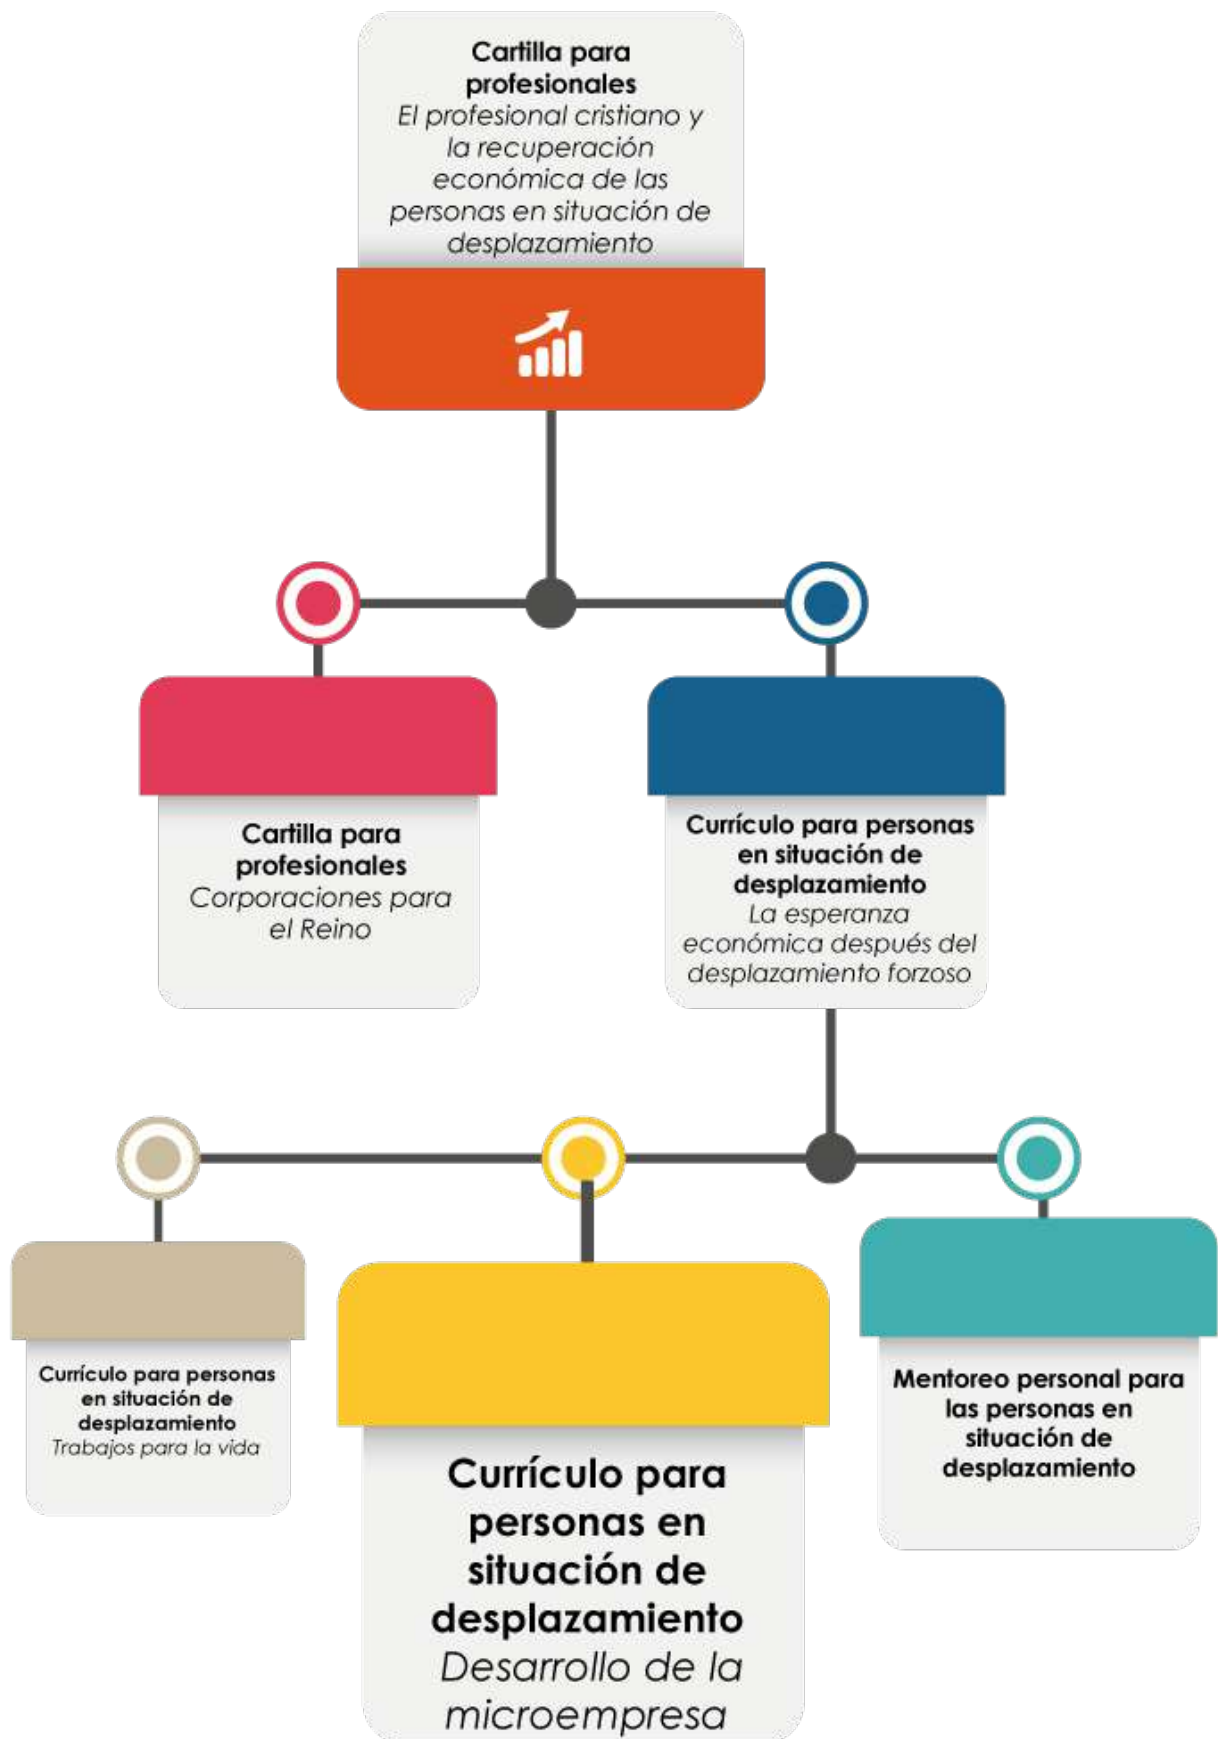 Cartilla para
profesionales
El profesional cristiano y
la recuperación
económica de las
personas en situación de
desplazamiento
Cartilla para
profesionales
Corporaciones para
el Reino
Currículo para personas
en situación de
desplazamiento
La esperanza
económica después del
desplazamiento forzoso
Currículo para personas
en situación de
desplazamiento
Trabajos para la vida
Currículo para
personas en
situación de
desplazamiento
Desarrollo de la
microempresa
Mentoreo personal para
las personas en
situación de
desplazamiento